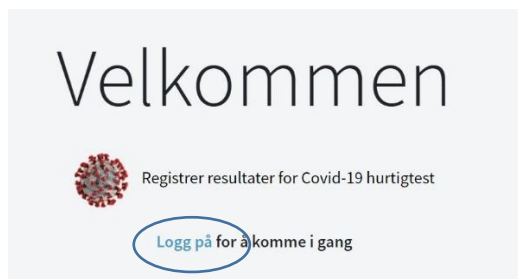 Velkommen
Registrer resultater for Covid-19 hurtigtest
Logg på for å komme i gang